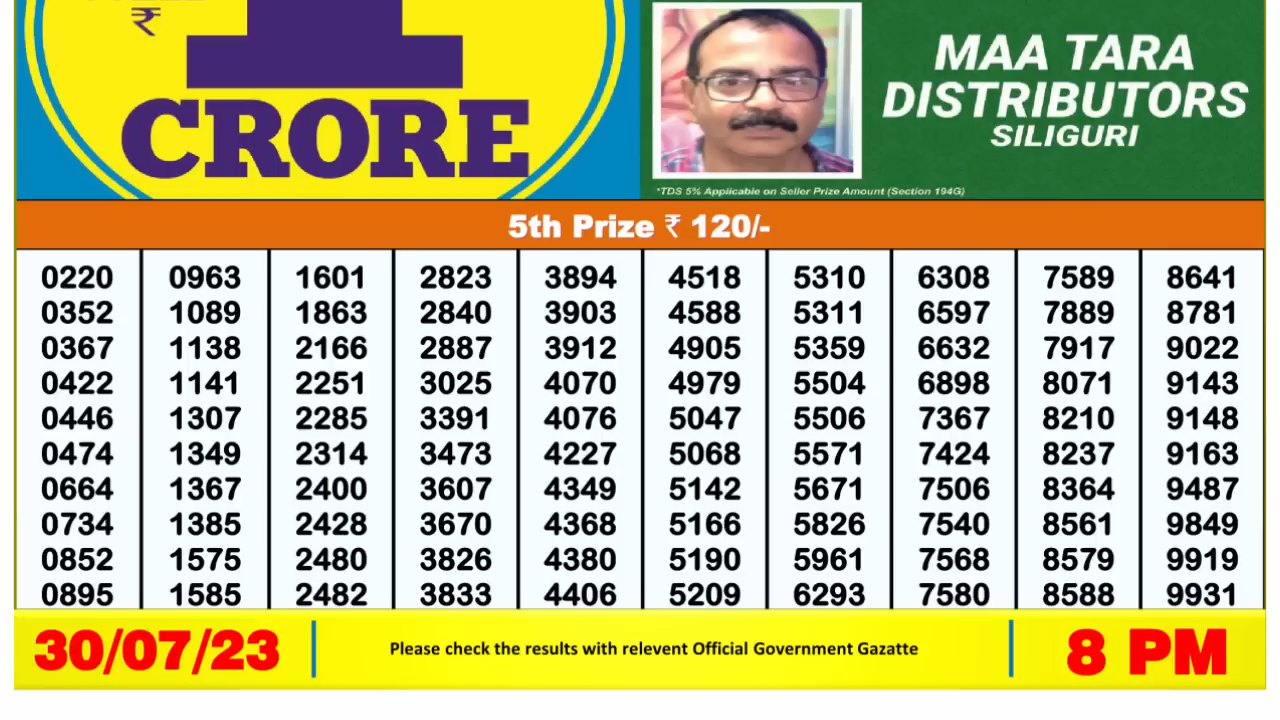 ₹
1
CRORE
MAA TARA
DISTRIBUTORS
SILIGURI
*TDS 5% Applicable on Seller Prize Amount (Section 194G)
5th Prize ₹ 120/-
0220 0963 1601 2823 3894 4518 5310 6308 7589 8641
0352 1089 1863 2840 3903 4588 5311 6597 7889 8781
0367 1138 2166 2887 3912 4905 5359 6632 7917 9022
0422 1141 2251 3025 4070 4979 5504 6898 8071 9143
0446 1307 2285 3391 4076 5047 5506 7367 8210 9148
0474 1349 2314 3473 4227 5068 5571 7424 8237 9163
0664 1367 2400 3607 4349 5142 5671 7506 8364 9487
0734 1385 2428 3670 4368 5166 5826 7540 8561 9849
0852 1575 2480 3826 4380 5190 5961 7568 8579 9919
0895 1585 2482 3833 4406 5209 6293 7580 8588 9931
30/07/23
Please check the results with relevent Official Government Gazatte
8 PM